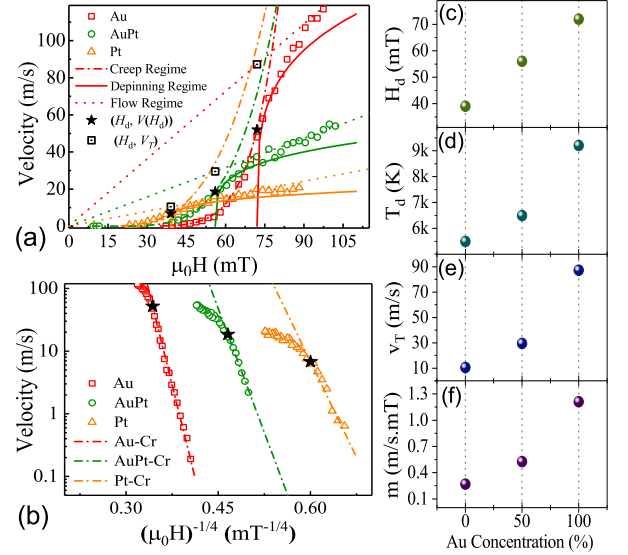 Velocity (m/s)
120
100
80
60
40
20
0
Au
AuPt
Pt
Creep Regime
Depinning Regime
Flow Regime
(H_d, V(H_d))
(H_d, V_T)
(a)
0 15 30 45 60 75 90 105
μ₀H (mT)
Velocity (m/s)
100
10
1
0.1
Au
AuPt
Pt
Au-Cr
AuPt-Cr
Pt-Cr
(b)
0.30 0.45 0.60
(μ₀H)^-1/4 (mT^-1/4)
(c)
H_d (mT)
70
60
50
40
(d)
T_d (K)
9k
8k
7k
6k
(e)
v_T (m/s)
90
70
50
30
10
(f)
m (m/s.mT)
1.3
1.0
0.7
0.4
0.1
0 50 100
Au Concentration (%)